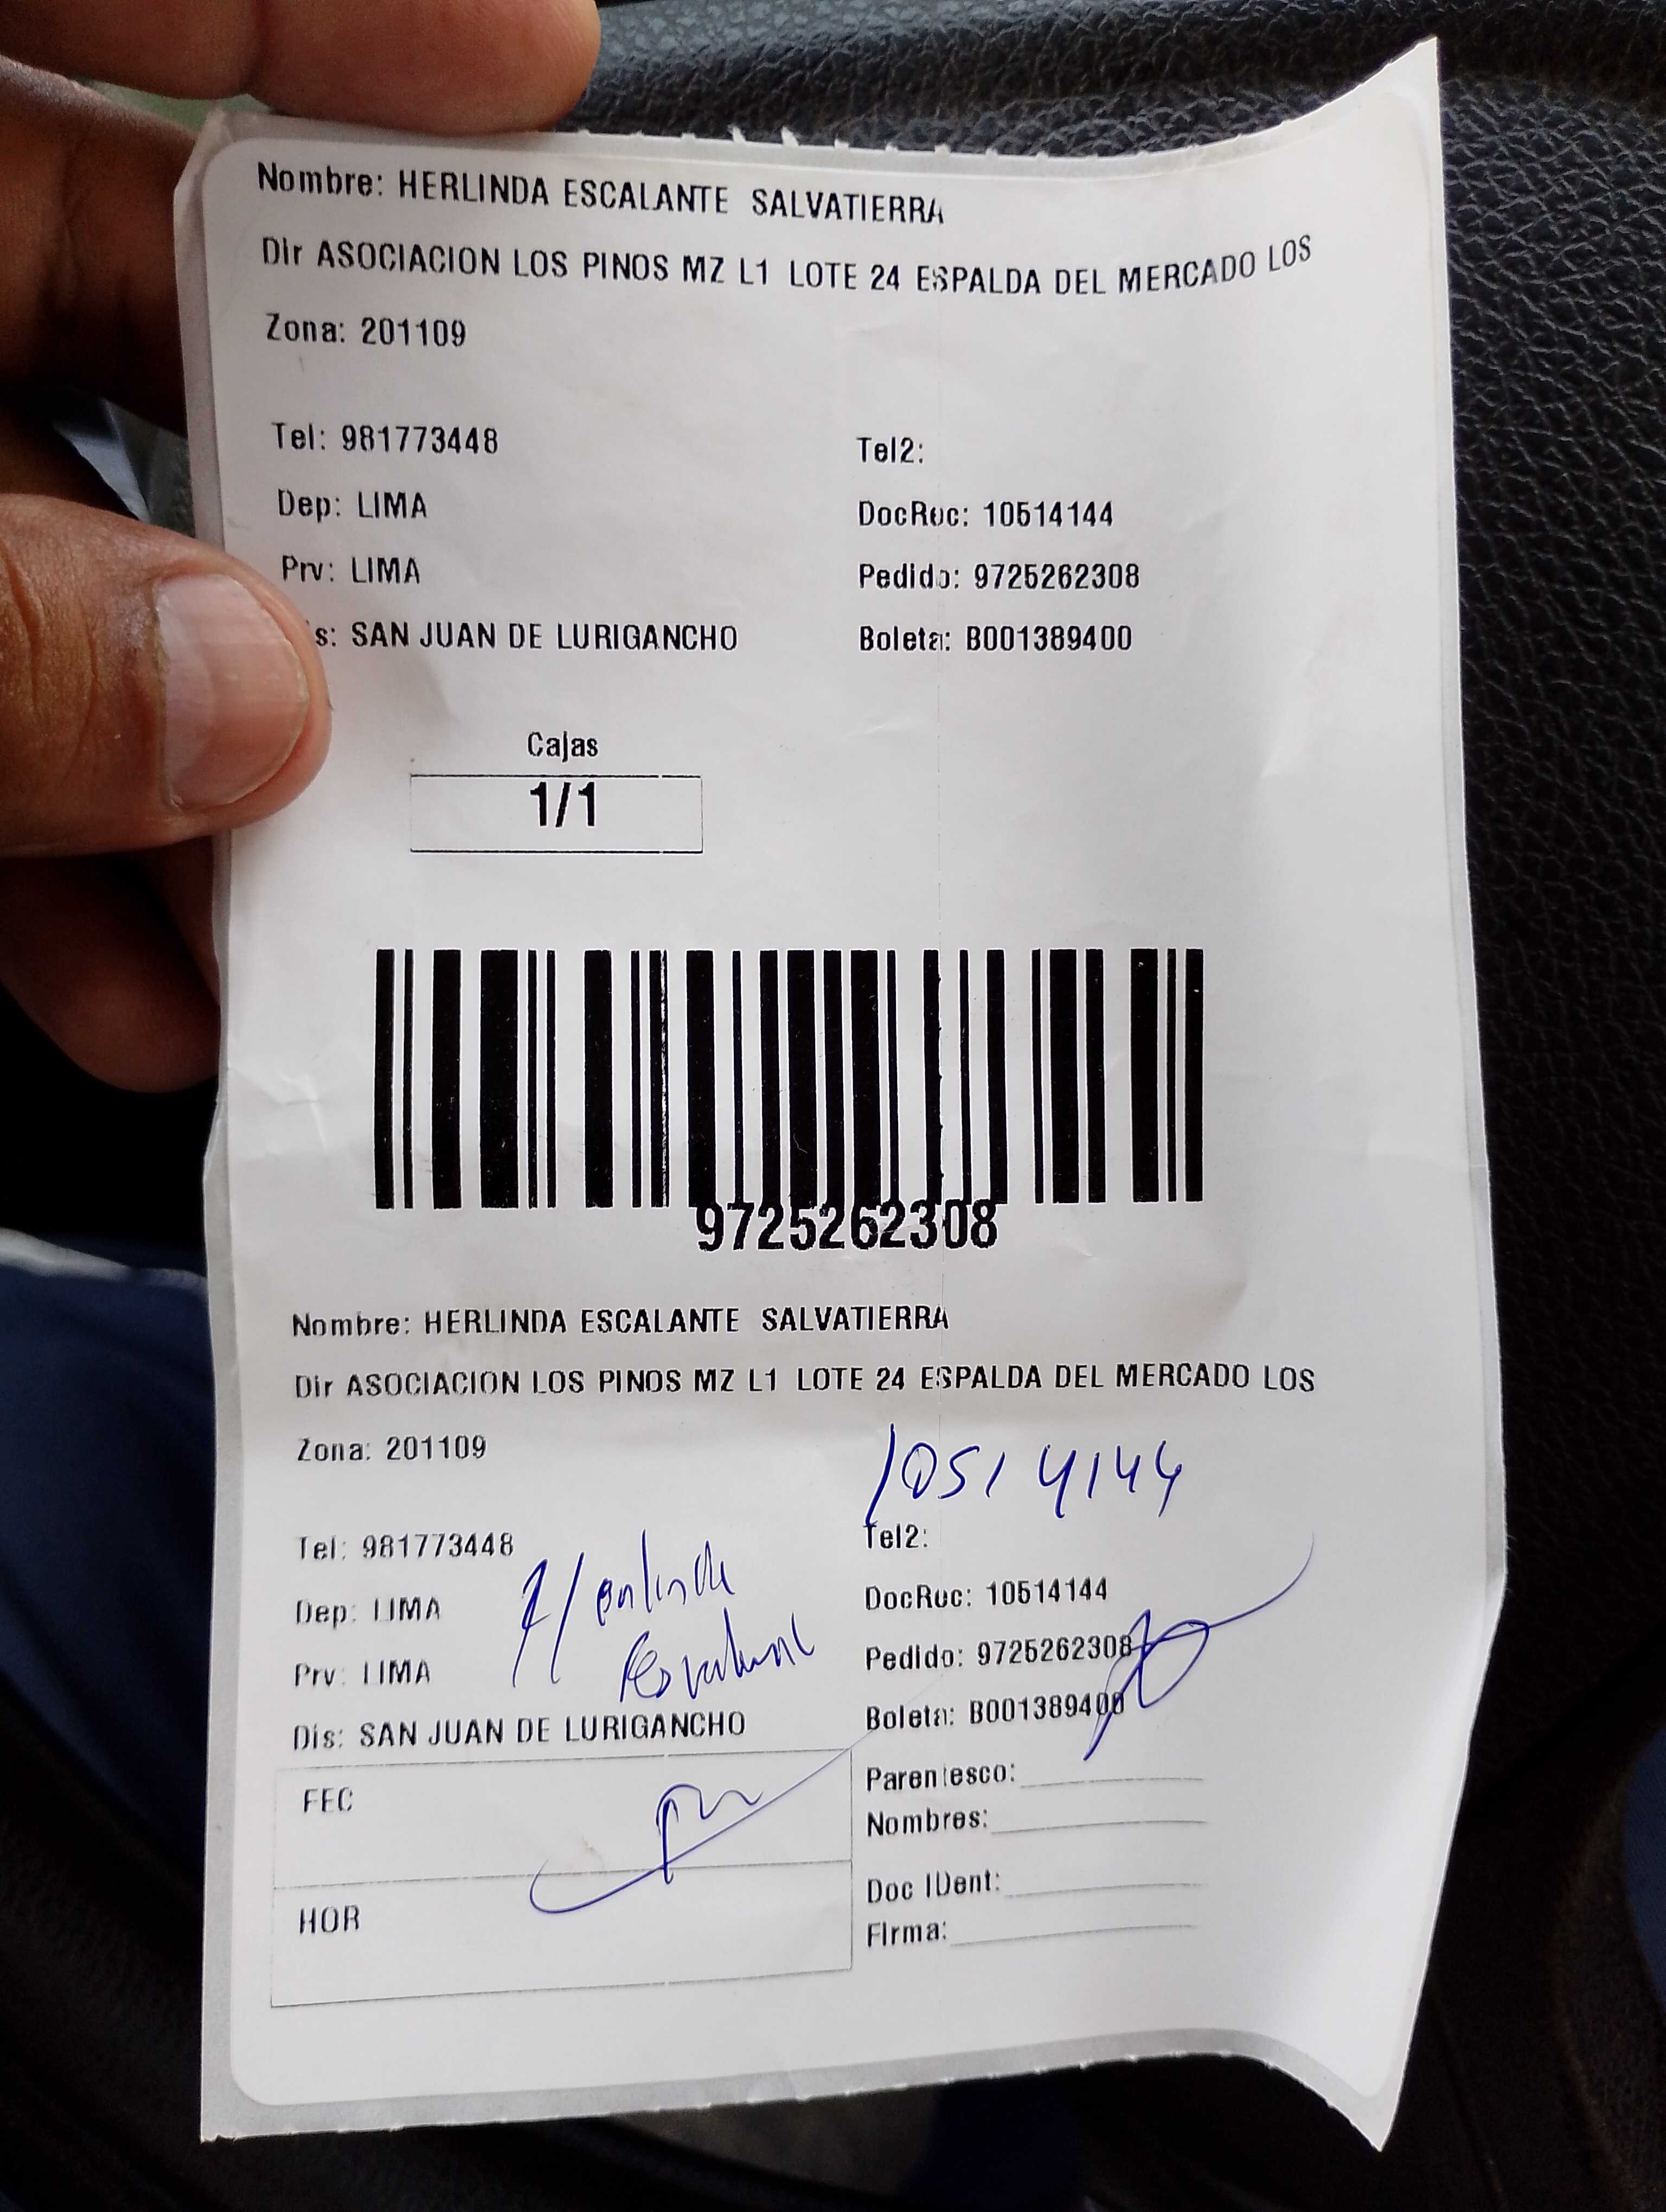 Nombre: HERLINDA ESCALANTE SALVATIERRA
Dir ASOCIACION LOS PINOS MZ L1 LOTE 24 ESPALDA DEL MERCADO LOS
Zona: 201109
Tel: 981773448
Tel2:
Dep: LIMA
DocRuc: 10514144
Prv: LIMA
Pedido: 9725262308
s: SAN JUAN DE LURIGANCHO
Boleta: B001389400
Cajas
1/1
9725262308
Nombre: HERLINDA ESCALANTE SALVATIERRA
Dir ASOCIACION LOS PINOS MZ L1 LOTE 24 ESPALDA DEL MERCADO LOS
Zona: 201109
10514144
Tel: 981773448
Tel2:
Dep: LIMA
DocRuc: 10514144
Prv: LIMA
Pedido: 9725262308
Dis: SAN JUAN DE LURIGANCHO
Boleta: B001389400
FEC
Parentesco:
Nombres:
HOR
Doc IDent:
Firma: